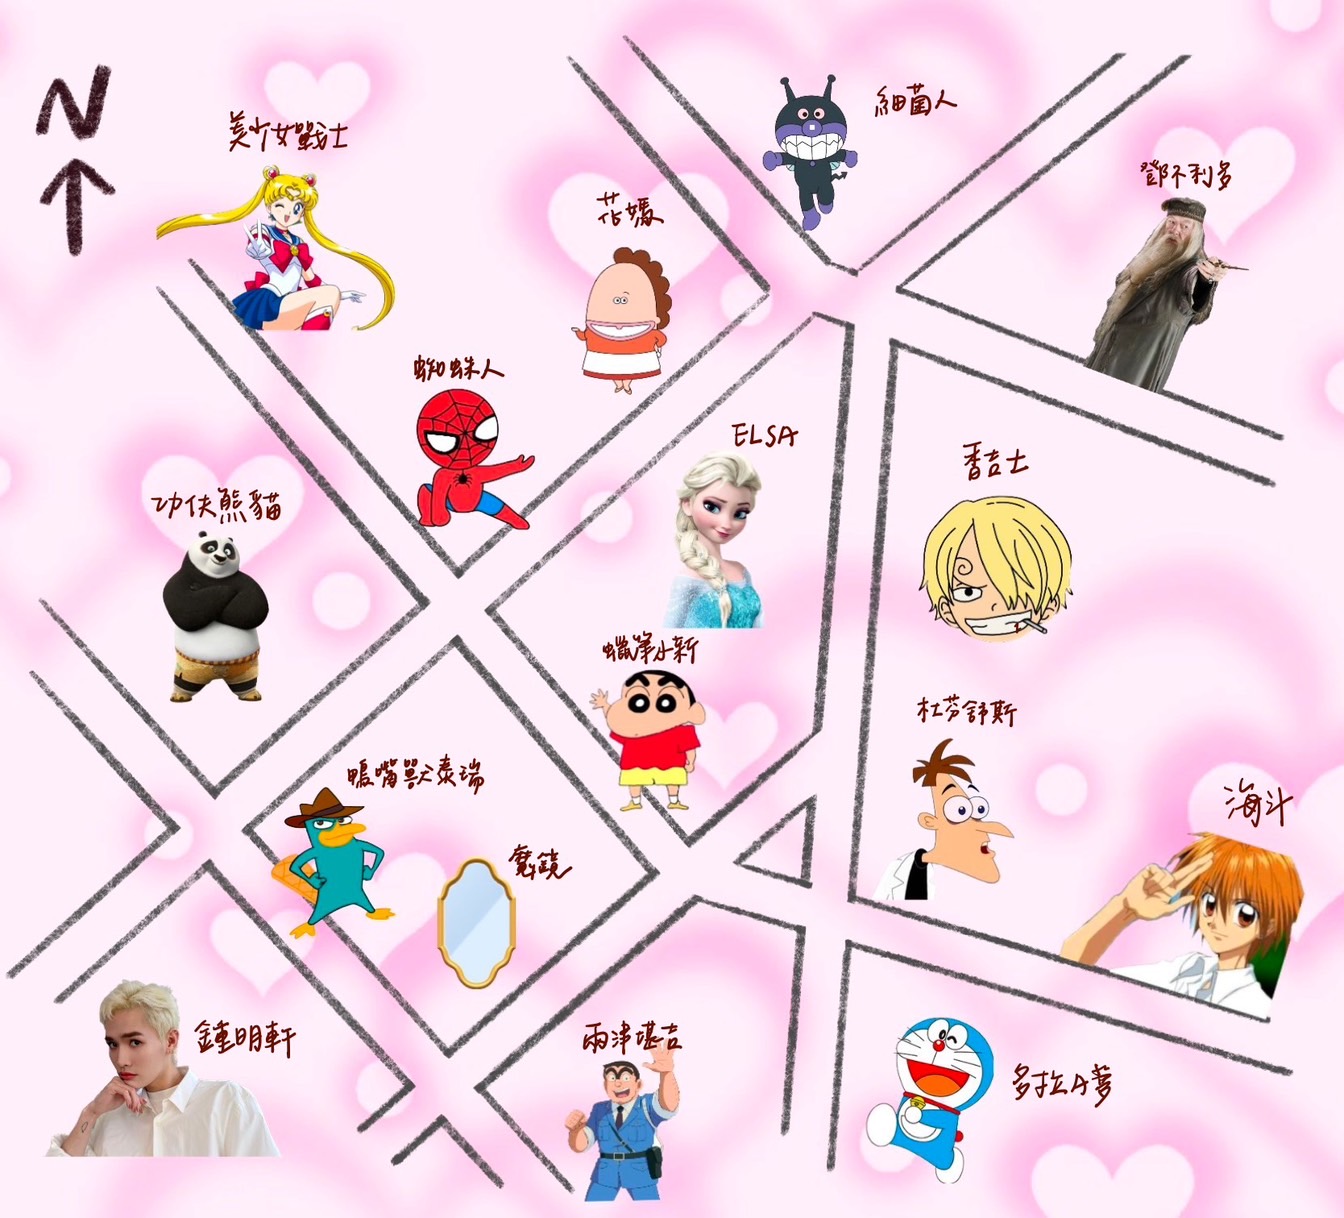 N
美少女戰士
細菌人
鄧不利多
花媽
蜘蛛人
ELSA
香吉士
功伕熊貓
蠟筆小新
杜芬舒斯
鴨嘴獸泰瑞
海斗
魔鏡
鍾明軒
兩津堪吉
多拉A夢